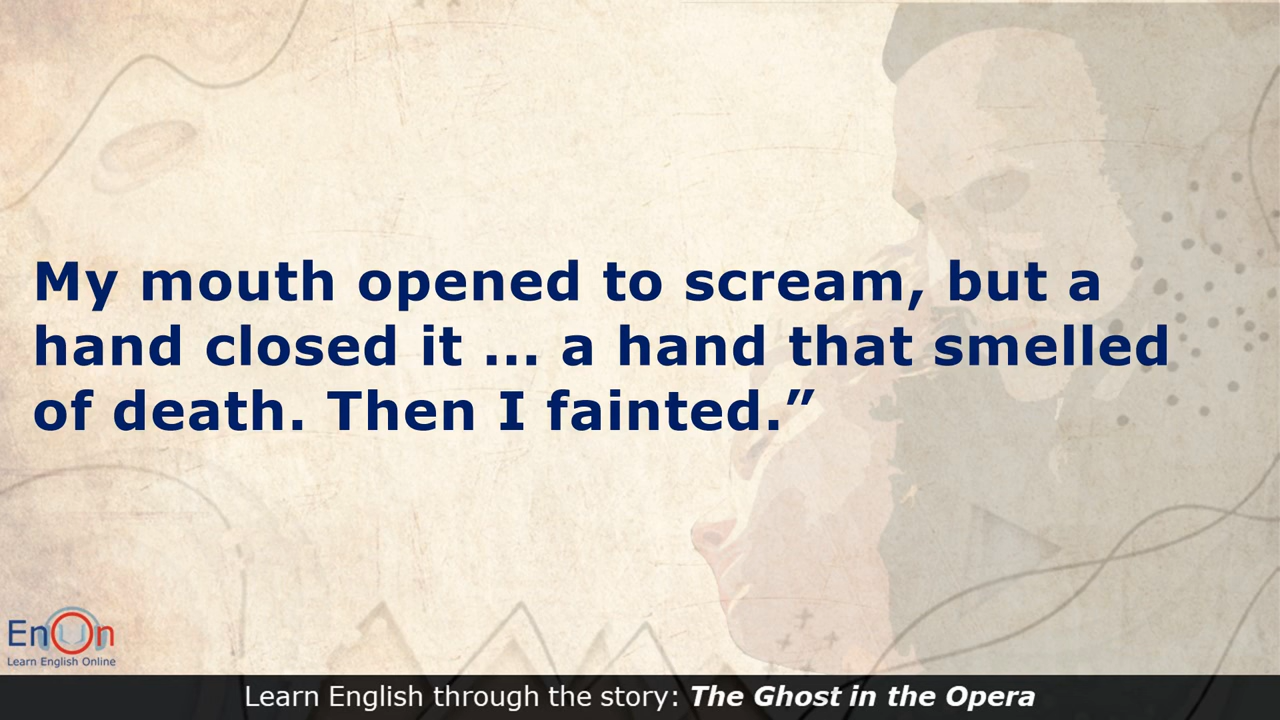 My mouth opened to scream, but a
hand closed it ... a hand that smelled
of death. Then I fainted.”
EnOn
Learn English Online
Learn English through the story: The Ghost in the Opera